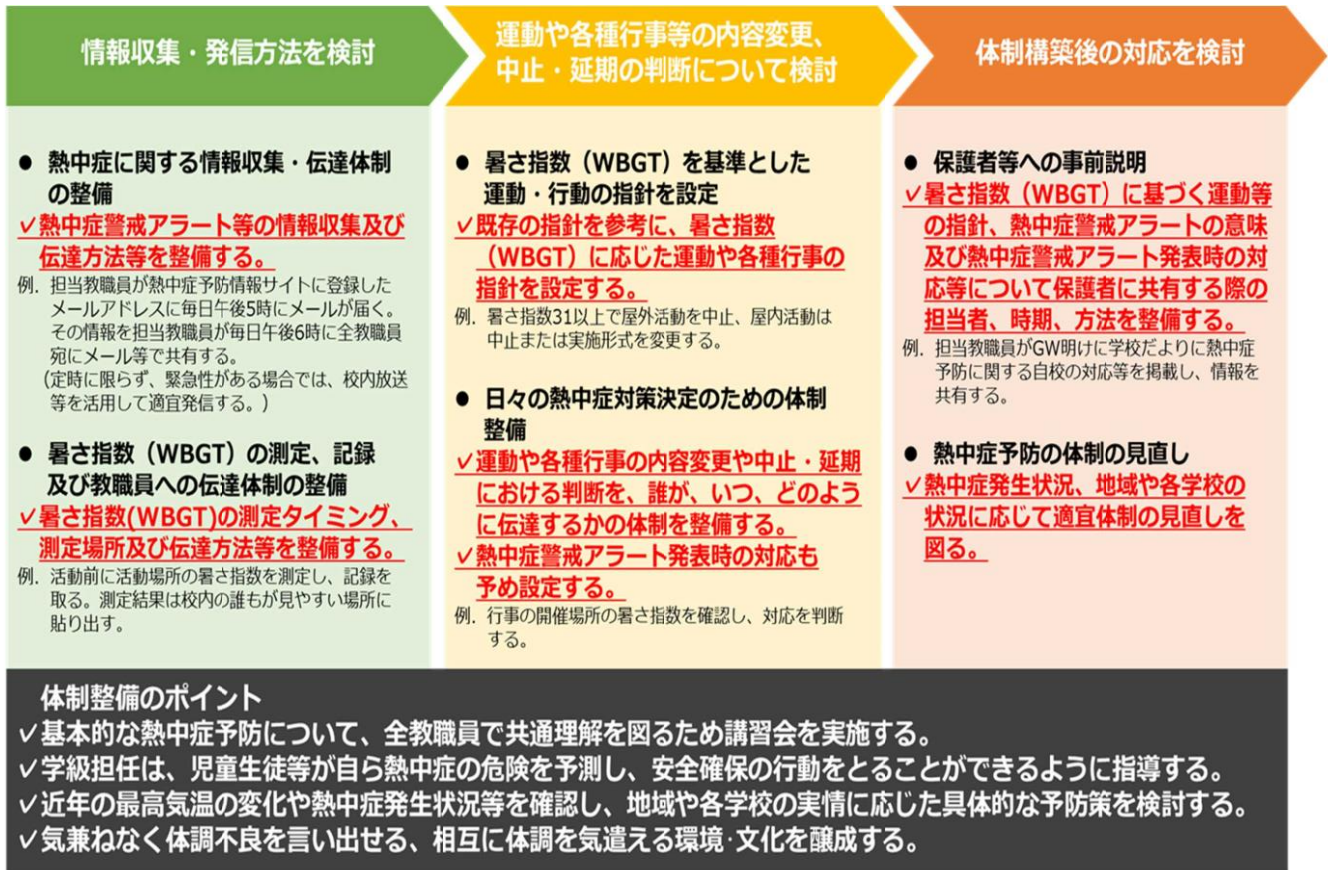 情報収集・発信方法を検討
運動や各種行事等の内容変更、
中止・延期の判断について検討
体制構築後の対応を検討
● 熱中症に関する情報収集・伝達体制
の整備
✓熱中症警戒アラート等の情報収集及び
伝達方法等を整備する。
例．担当教職員が熱中症予防情報サイトに登録した
メールアドレスに毎日午後5時にメールが届く。
その情報を担当教職員が毎日午後6時に全教職員
宛にメール等で共有する。
(定時に限らず、緊急性がある場合では、校内放送
等を活用して適宜発信する。)
● 暑さ指数（WBGT）の測定、記録
及び教職員への伝達体制の整備
✓暑さ指数(WBGT)の測定タイミング、
測定場所及び伝達方法等を整備する。
例．活動前に活動場所の暑さ指数を測定し、記録を
取る。測定結果は校内の誰もが見やすい場所に
貼り出す。
● 暑さ指数（WBGT）を基準とした
運動・行動の指針を設定
✓既存の指針を参考に、暑さ指数
（WBGT）に応じた運動や各種行事の
指針を設定する。
例．暑さ指数31以上で屋外活動を中止、屋内活動は
中止または実施形式を変更する。
● 日々の熱中症対策決定のための体制
整備
✓運動や各種行事の内容変更や中止・延期
における判断を、誰が、いつ、どのよう
に伝達するかの体制を整備する。
✓熱中症警戒アラート発表時の対応も
予め設定する。
例．行事の開催場所の暑さ指数を確認し、対応を判断
する。
● 保護者等への事前説明
✓暑さ指数（WBGT）に基づく運動等
の指針、熱中症警戒アラートの意味
及び熱中症警戒アラート発表時の対
応等について保護者に共有する際の
担当者、時期、方法を整備する。
例．担当教職員がGW明けに学校だよりに熱中症
予防に関する自校の対応等を掲載し、情報を
共有する。
● 熱中症予防の体制の見直し
✓熱中症発生状況、地域や各学校の
状況に応じて適宜体制の見直しを
図る。
体制整備のポイント
✓基本的な熱中症予防について、全教職員で共通理解を図るため講習会を実施する。
✓学級担任は、児童生徒等が自ら熱中症の危険を予測し、安全確保の行動をとることができるように指導する。
✓近年の最高気温の変化や熱中症発生状況等を確認し、地域や各学校の実情に応じた具体的な予防策を検討する。
✓気兼ねなく体調不良を言い出せる、相互に体調を気遣える環境·文化を醸成する。